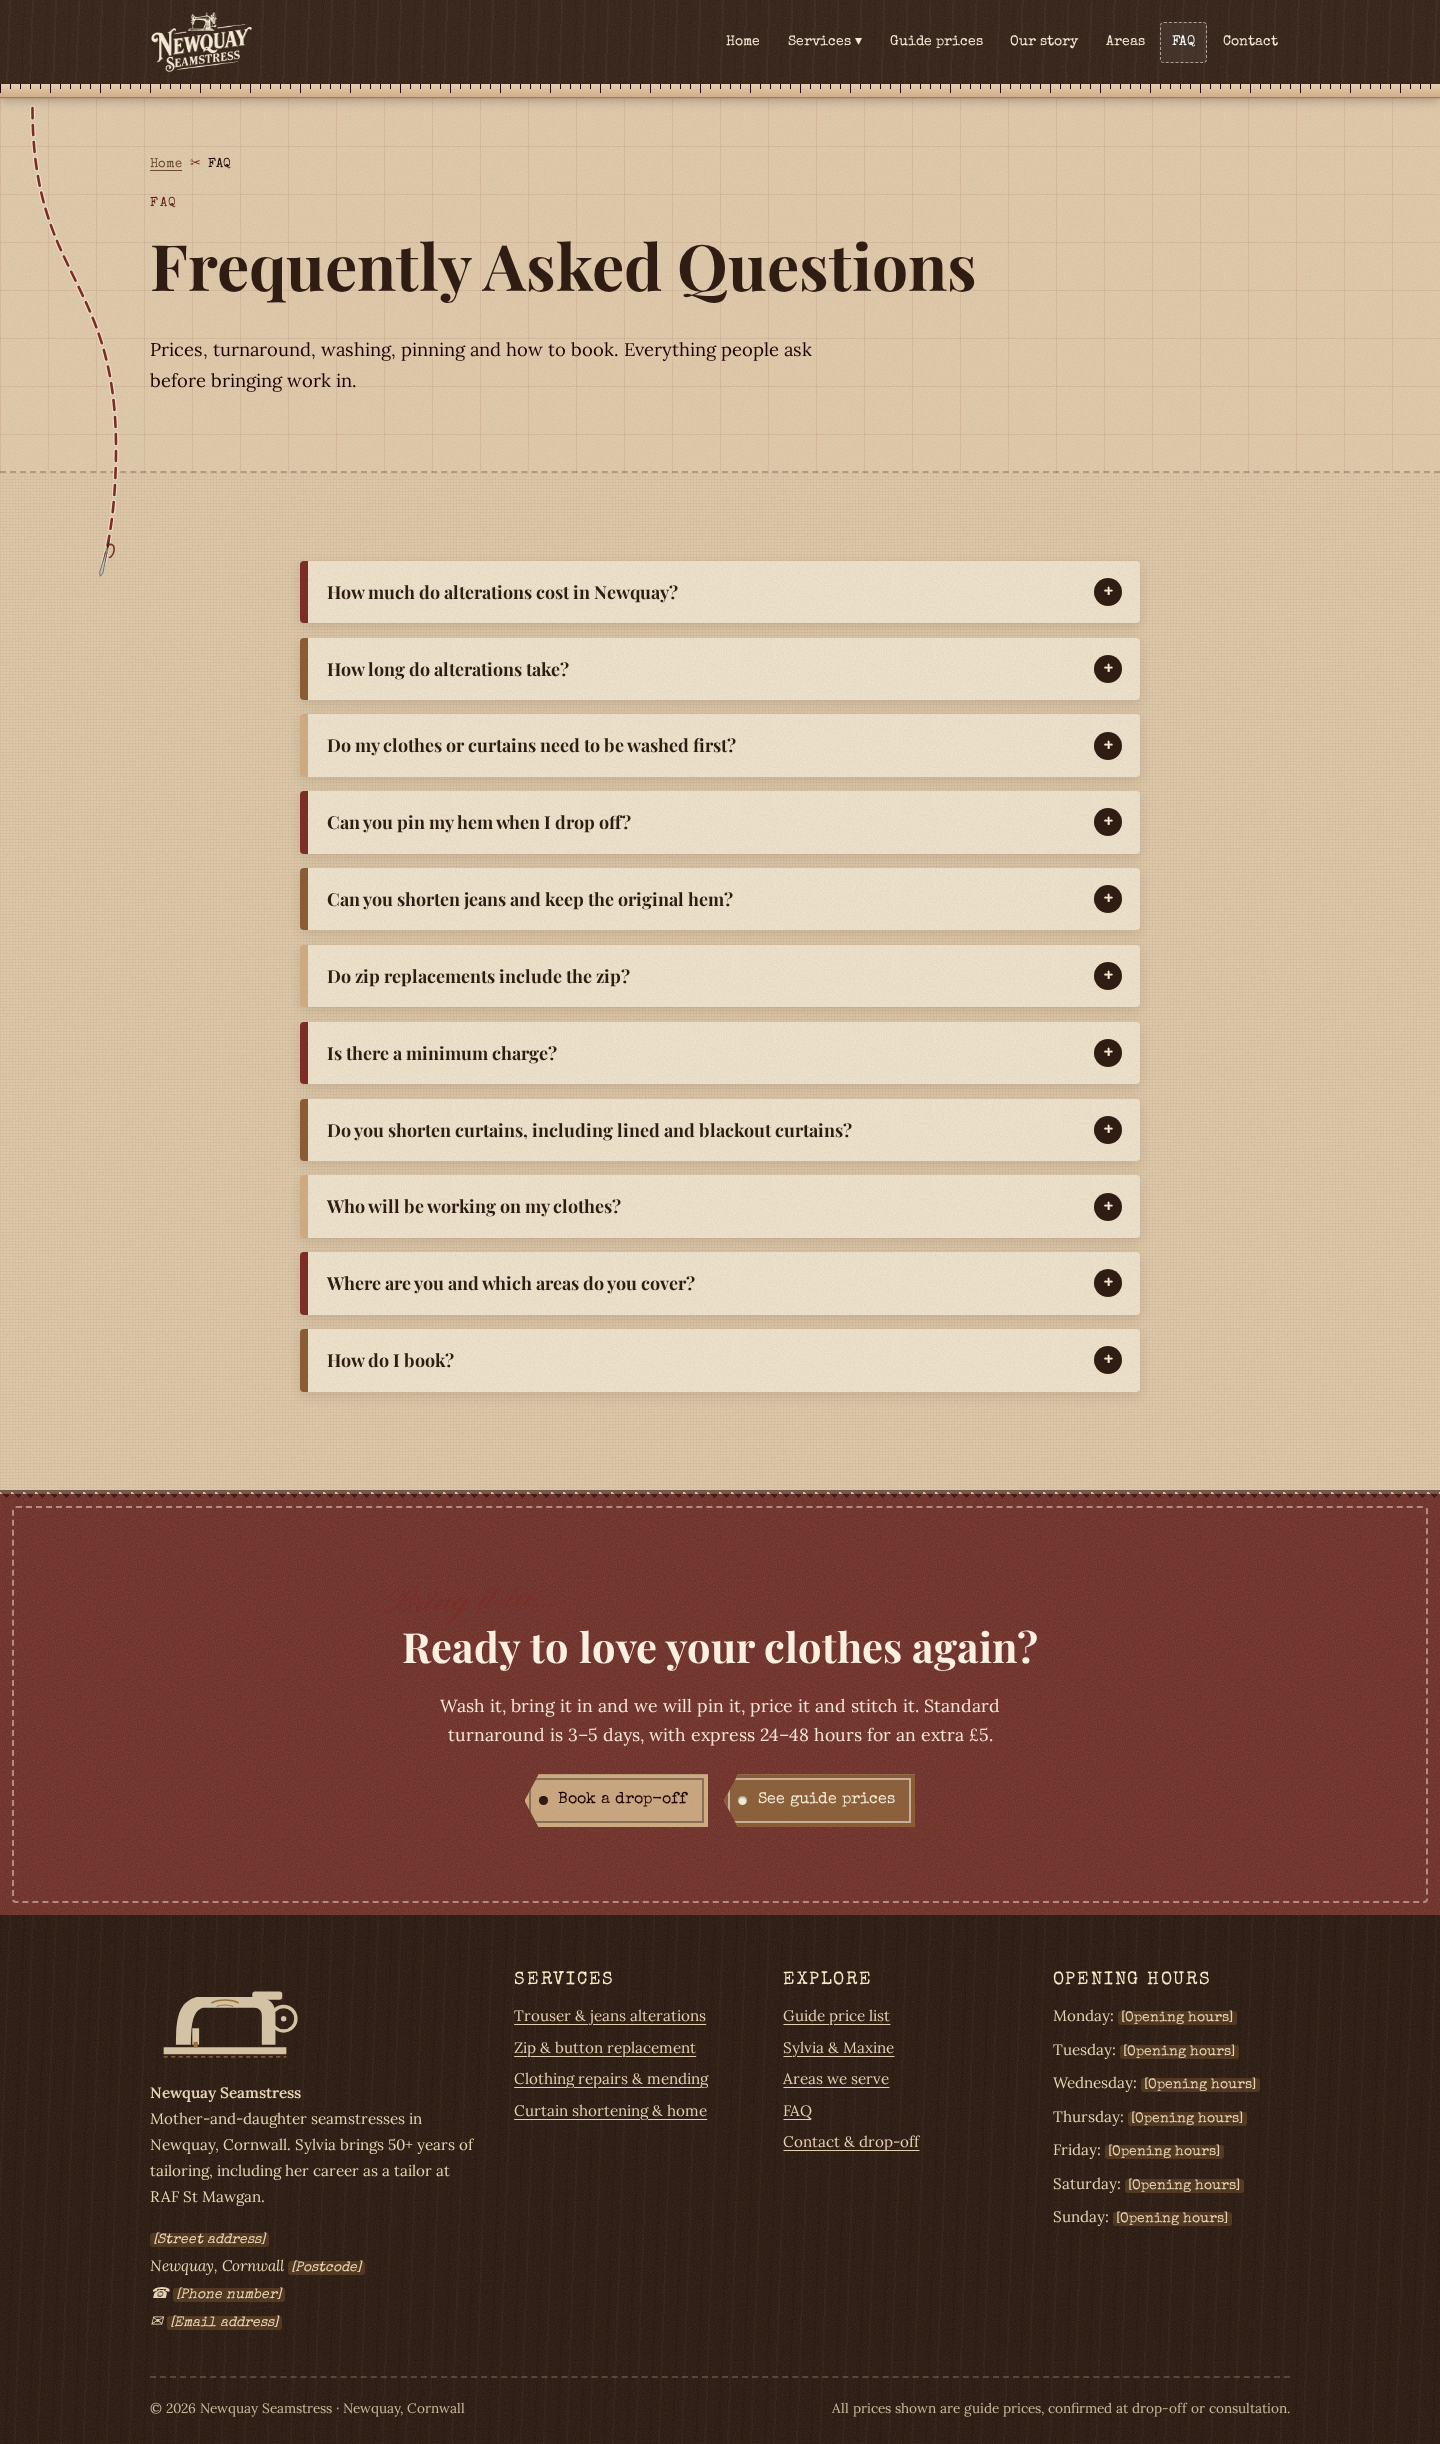 NEWQUAY
SEAMSTRESS
Home Services ▾ Guide prices Our story Areas FAQ Contact
Home ✂ FAQ
FAQ
Frequently Asked Questions
Prices, turnaround, washing, pinning and how to book. Everything people ask
before bringing work in.
How much do alterations cost in Newquay? +
How long do alterations take? +
Do my clothes or curtains need to be washed first? +
Can you pin my hem when I drop off? +
Can you shorten jeans and keep the original hem? +
Do zip replacements include the zip? +
Is there a minimum charge? +
Do you shorten curtains, including lined and blackout curtains? +
Who will be working on my clothes? +
Where are you and which areas do you cover? +
How do I book? +
Ready to love your clothes again?
Wash it, bring it in and we will pin it, price it and stitch it. Standard
turnaround is 3–5 days, with express 24–48 hours for an extra £5.
Book a drop-off See guide prices
Newquay Seamstress
Mother-and-daughter seamstresses in
Newquay, Cornwall. Sylvia brings 50+ years of
tailoring, including her career as a tailor at
RAF St Mawgan.
[Street address]
Newquay, Cornwall [Postcode]
☎ [Phone number]
✉ [Email address]
SERVICES
Trouser & jeans alterations
Zip & button replacement
Clothing repairs & mending
Curtain shortening & home
EXPLORE
Guide price list
Sylvia & Maxine
Areas we serve
FAQ
Contact & drop-off
OPENING HOURS
Monday: [Opening hours]
Tuesday: [Opening hours]
Wednesday: [Opening hours]
Thursday: [Opening hours]
Friday: [Opening hours]
Saturday: [Opening hours]
Sunday: [Opening hours]
© 2026 Newquay Seamstress · Newquay, Cornwall
All prices shown are guide prices, confirmed at drop-off or consultation.